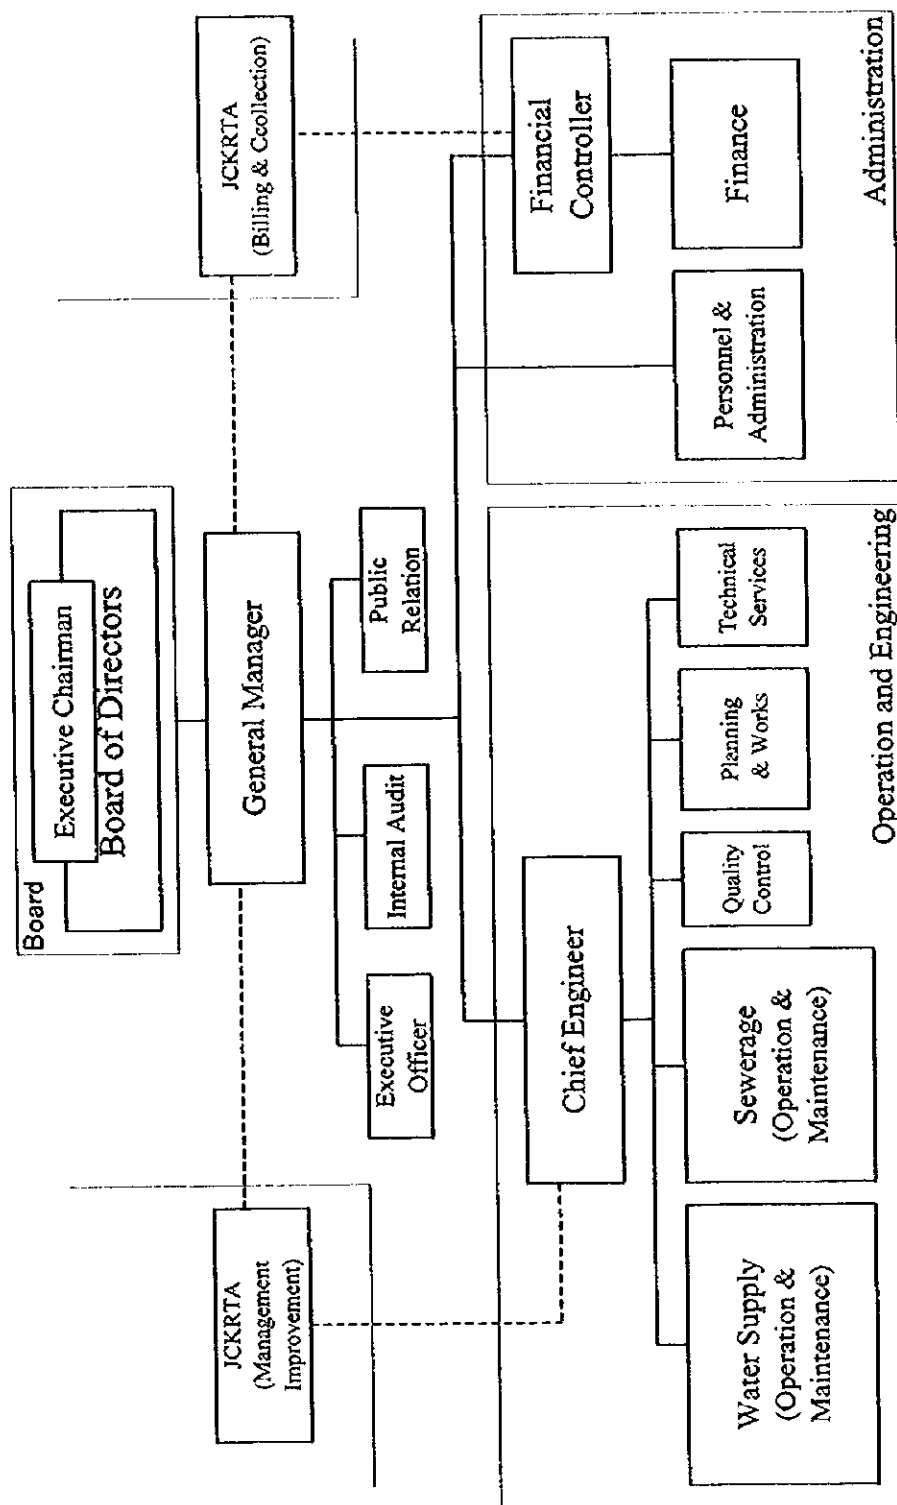 Board
Executive Chairman
Board of Directors
JCKRTA
(Management
Improvement)
General Manager
JCKRTA
(Billing & Ccollection)
Executive
Officer
Internal Audit
Public
Relation
Chief Engineer
Financial
Controller
Water Supply
(Operation &
Maintenance)
Sewerage
(Operation &
Maintenance)
Quality
Control
Planning
& Works
Technical
Services
Personnel &
Administration
Finance
Operation and Engineering
Administration